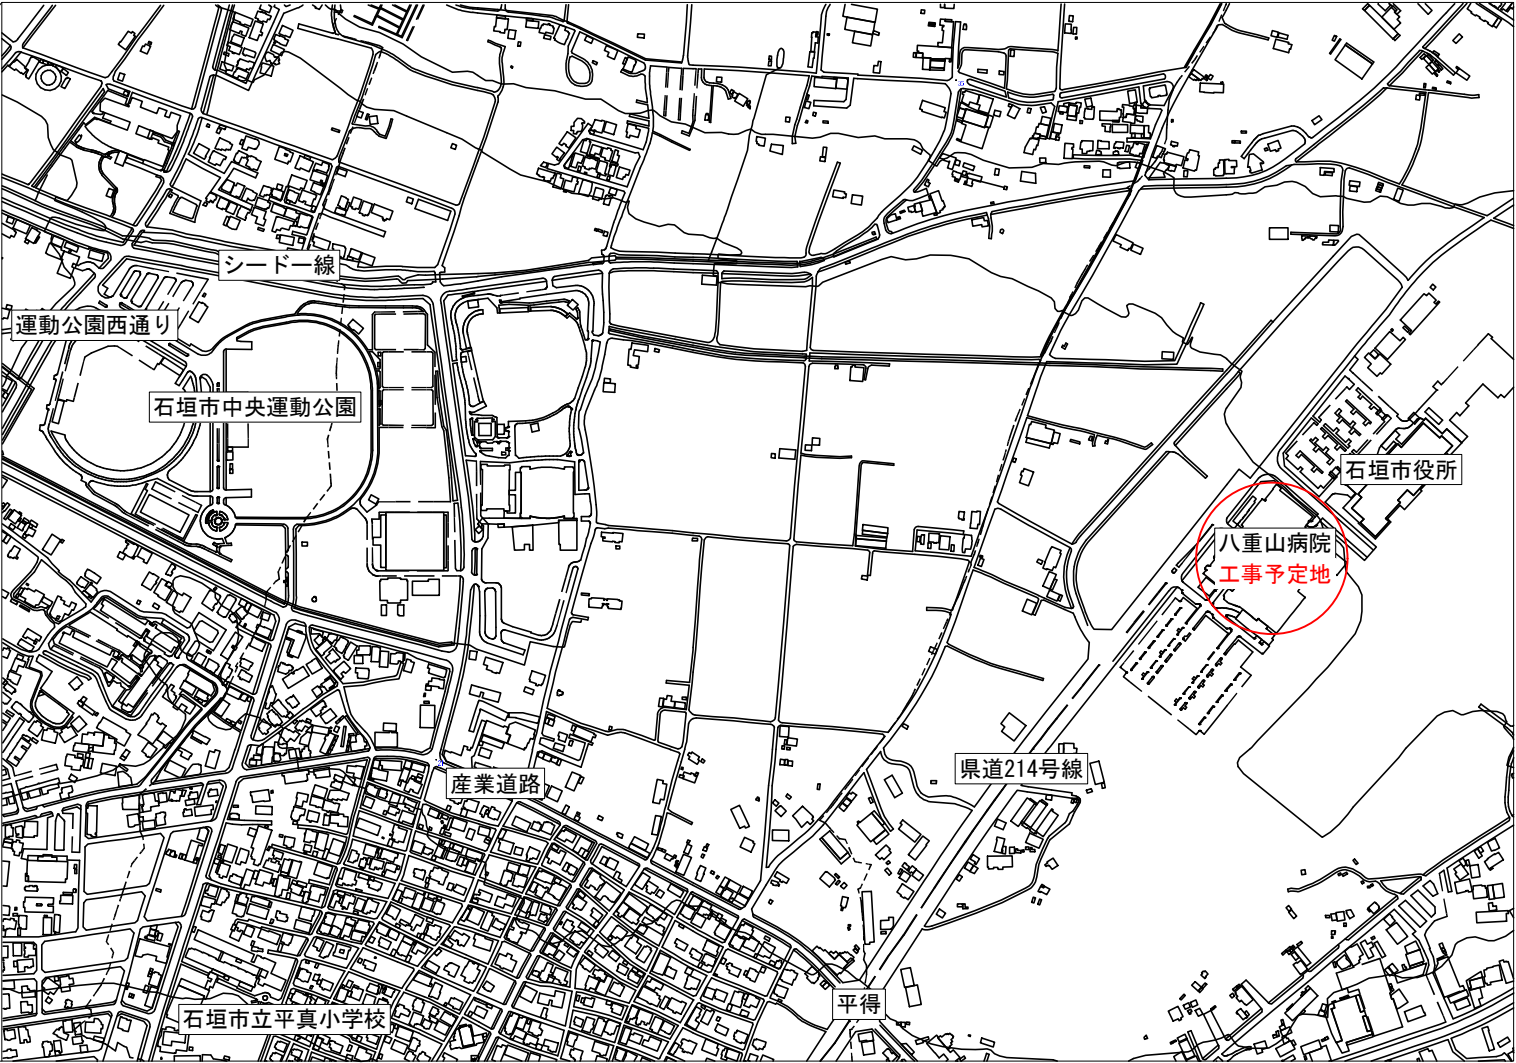 シード一線
運動公園西通り
石垣市中央運動公園
石垣市役所
八重山病院
工事予定地
県道214号線
産業道路
平得
石垣市立平真小学校